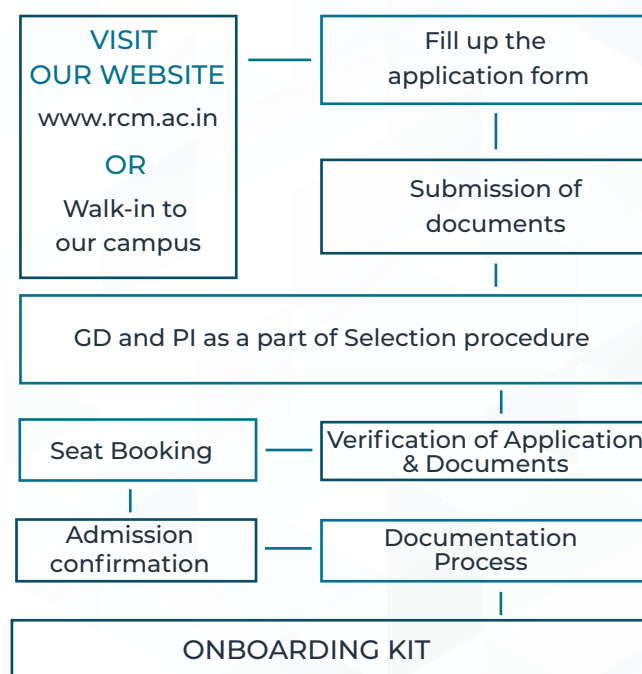 VISIT
OUR WEBSITE
www.rcm.ac.in
OR
Walk-in to
our campus
Fill up the
application form
Submission of
documents
GD and PI as a part of Selection procedure
Verification of Application
& Documents
Seat Booking
Admission
confirmation
Documentation
Process
ONBOARDING KIT